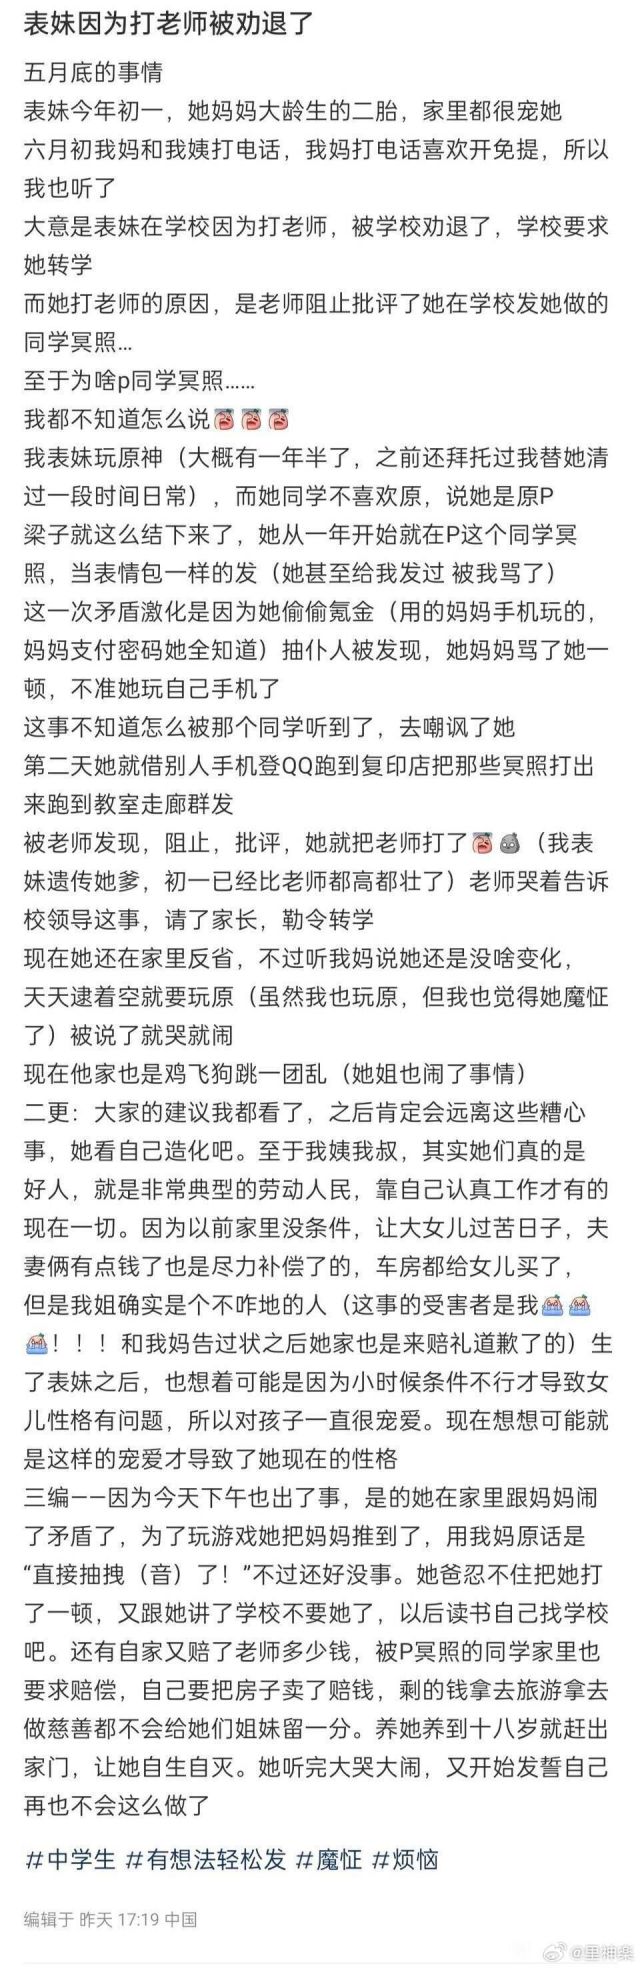 表妹因为打老师被劝退了
五月底的事情
表妹今年初一，她妈妈大龄生的二胎，家里都很宠她
六月初我妈和我姨打电话，我妈打电话喜欢开免提，所以
我也听了
大意是表妹在学校因为打老师，被学校劝退了，学校要求
她转学
而她打老师的原因，是老师阻止批评了她在学校发她做的
同学冥照...
至于为啥p同学冥照……
我都不知道怎么说
我表妹玩原神（大概有一年半了，之前还拜托过我替她清
过一段时间日常），而她同学不喜欢原，说她是原P
梁子就这么结下来了，她从一年开始就在P这个同学冥
照，当表情包一样的发（她甚至给我发过 被我骂了）
这一次矛盾激化是因为她偷偷氪金（用的妈妈手机玩的，
妈妈支付密码她全知道）抽仆人被发现，她妈妈骂了她一
顿，不准她玩自己手机了
这事不知道怎么被那个同学听到了，去嘲讽了她
第二天她就借别人手机登QQ跑到复印店把那些冥照打出
来跑到教室走廊群发
被老师发现，阻止，批评，她就把老师打了（我表
妹遗传她爹，初一已经比老师都高都壮了）老师哭着告诉
校领导这事，请了家长，勒令转学
现在她还在家里反省，不过听我妈说她还是没啥变化，
天天逮着空就要玩原（虽然我也玩原，但我也觉得她魔怔
了）被说了就哭就闹
现在他家也是鸡飞狗跳一团乱（她姐也闹了事情）
二更：大家的建议我都看了，之后肯定会远离这些糟心
事，她看自己造化吧。至于我姨我叔，其实她们真的是
好人，就是非常典型的劳动人民，靠自己认真工作才有的
现在一切。因为以前家里没条件，让大女儿过苦日子，夫
妻俩有点钱了也是尽力补偿了的，车房都给女儿买了，
但是我姐确实是个不咋地的人（这事的受害者是我
！！！和我妈告过状之后她家也是来赔礼道歉了的）生
了表妹之后，也想着可能是因为小时候条件不行才导致女
儿性格有问题，所以对孩子一直很宠爱。现在想想可能就
是这样的宠爱才导致了她现在的性格
三编——因为今天下午也出了事，是的她在家里跟妈妈闹
了矛盾了，为了玩游戏她把妈妈推到了，用我妈原话是
“直接抽拽（音）了！”不过还好没事。她爸忍不住把她打
了一顿，又跟她讲了学校不要她了，以后读书自己找学校
吧。还有自家又赔了老师多少钱，被P冥照的同学家里也
要求赔偿，自己要把房子卖了赔钱，剩的钱拿去旅游拿去
做慈善都不会给她们姐妹留一分。养她养到十八岁就赶出
家门，让她自生自灭。她听完大哭大闹，又开始发誓自己
再也不会这么做了
#中学生 #有想法轻松发 #魔怔 #烦恼
编辑于 昨天 17:19 中国
@里神楽